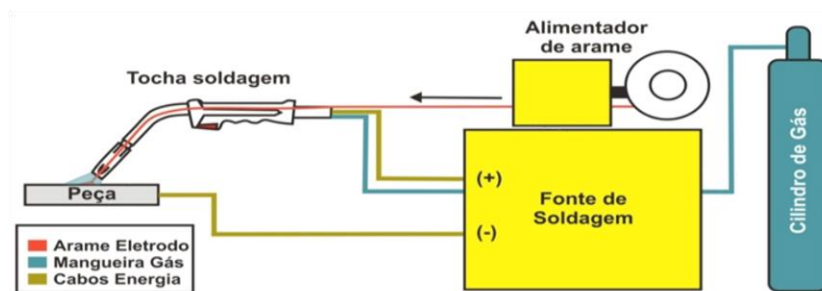 Alimentador
de arame
Tocha soldagem
Cilindro de Gás
(+)
Fonte de
Soldagem
(-)
Peça
Arame Eletrodo
Mangueira Gás
Cabos Energia